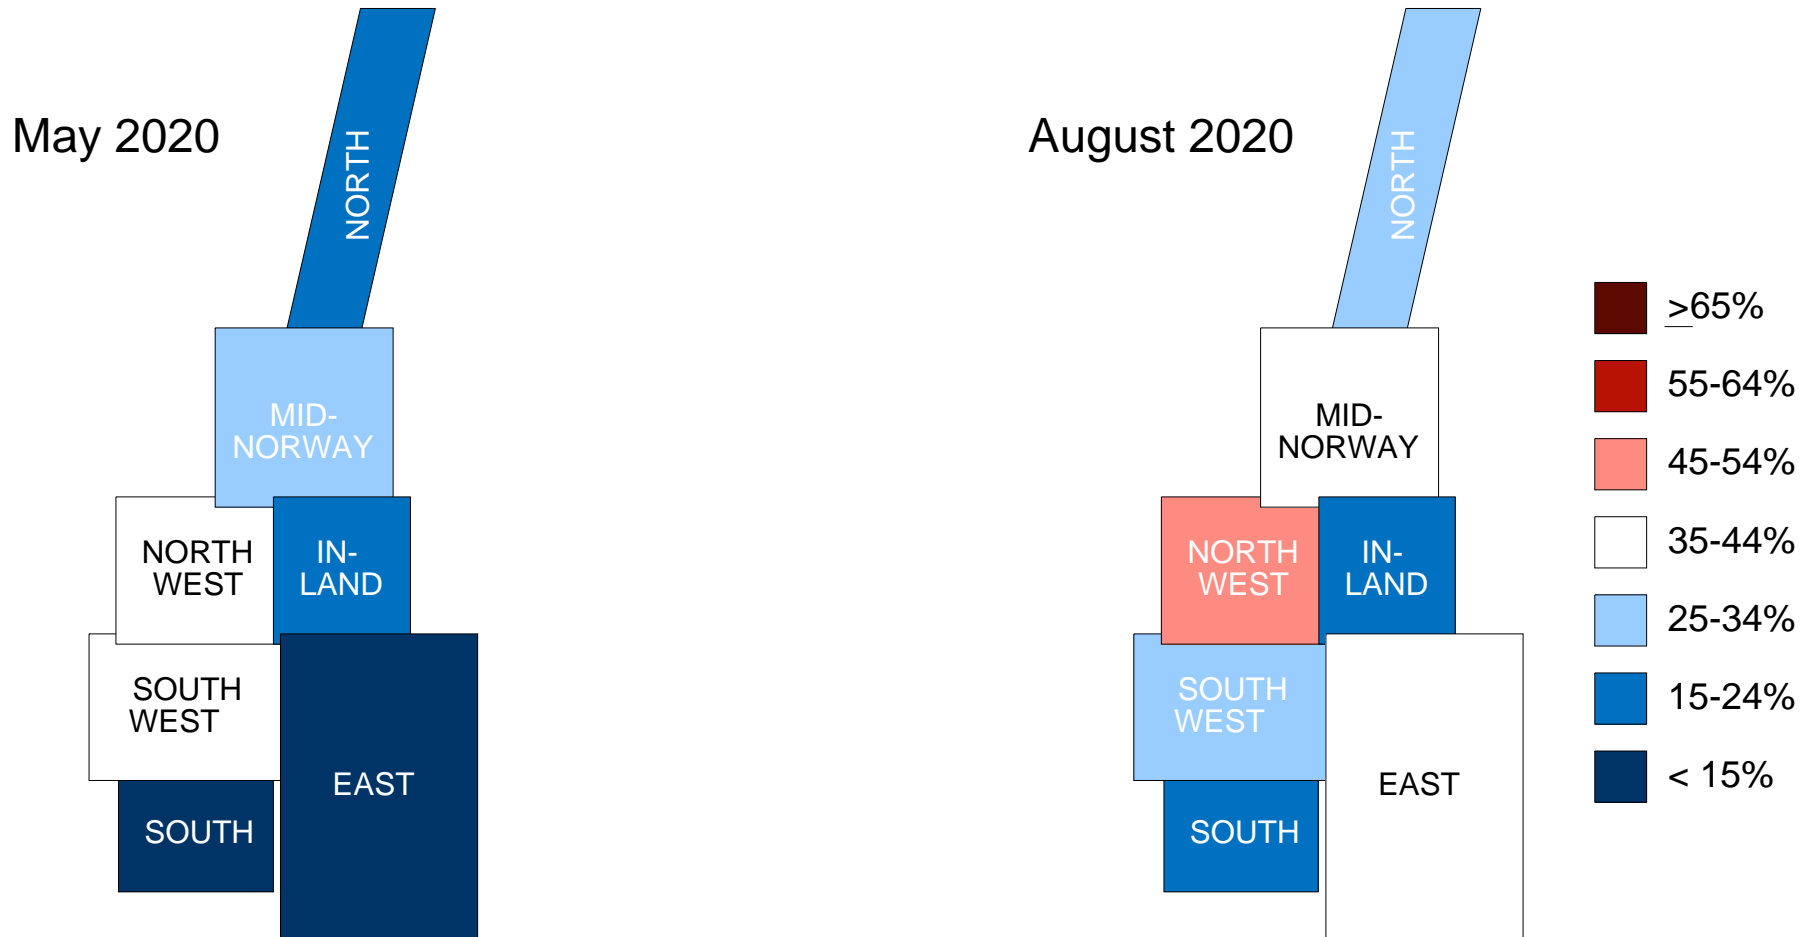 May 2020
NORTH
MID-
NORWAY
NORTH
WEST
IN-
LAND
SOUTH
WEST
EAST
SOUTH
August 2020
NORTH
MID-
NORWAY
NORTH
WEST
IN-
LAND
SOUTH
WEST
EAST
SOUTH
≥65%
55-64%
45-54%
35-44%
25-34%
15-24%
< 15%